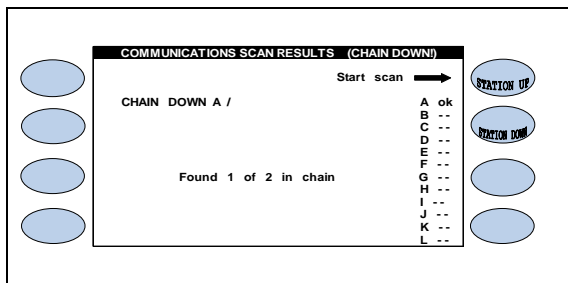 COMMUNICATIONS SCAN RESULTS (CHAIN DOWN!)
Start scan
STATION UP
CHAIN DOWN A /
A ok
B --
C --
STATION DOWN
D --
E --
F --
Found 1 of 2 in chain
G --
H --
I --
J --
K --
L --